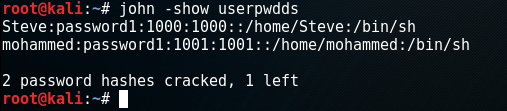 root@kali:~# john -show userpwdds
Steve:password1:1000:1000::/home/Steve:/bin/sh
mohammed:password1:1001:1001::/home/mohammed:/bin/sh

2 password hashes cracked, 1 left
root@kali:~#